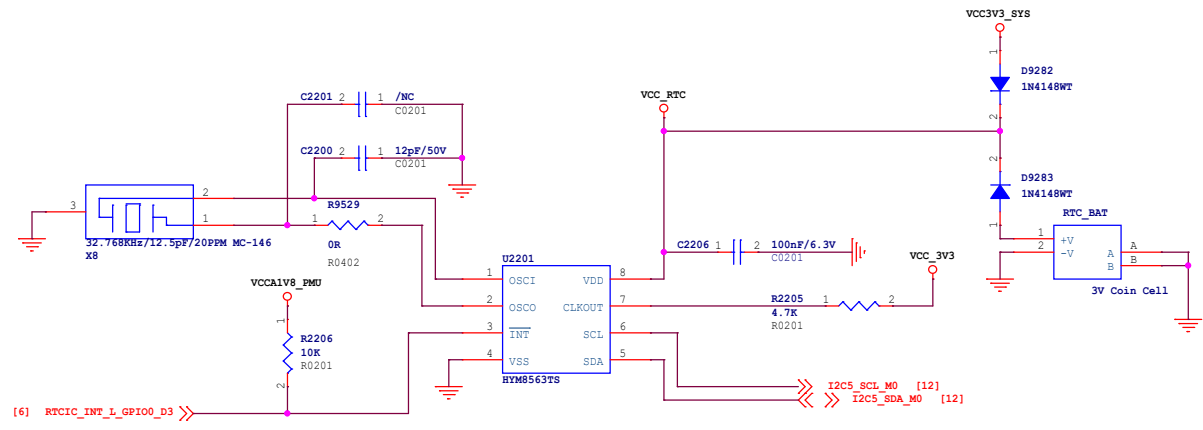 VCC3V3_SYS
1
D9282
1N4148WT
2
VCC_RTC
C2201 2 1 /NC
C0201
C2200 2 1 12pF/50V
C0201
2
D9283
1N4148WT
1
3
2
1
32.768KHz/12.5pF/20PPM MC-146
X8
R9529
1 2
0R
R0402
RTC_BAT
1 +V
2 -V
A A
B B
3V Coin Cell
C2206 1 2 100nF/6.3V
C0201
VCC_3V3
U2201
1 OSCI VDD 8
2 OSCO CLKOUT 7
3 INT SCL 6
4 VSS SDA 5
HYM8563TS
R2205 1 2
4.7K
R0201
VCCA1V8_PMU
1
R2206
10K
R0201
2
I2C5_SCL_M0 [12]
I2C5_SDA_M0 [12]
[6] RTCIC_INT_L_GPIO0_D3